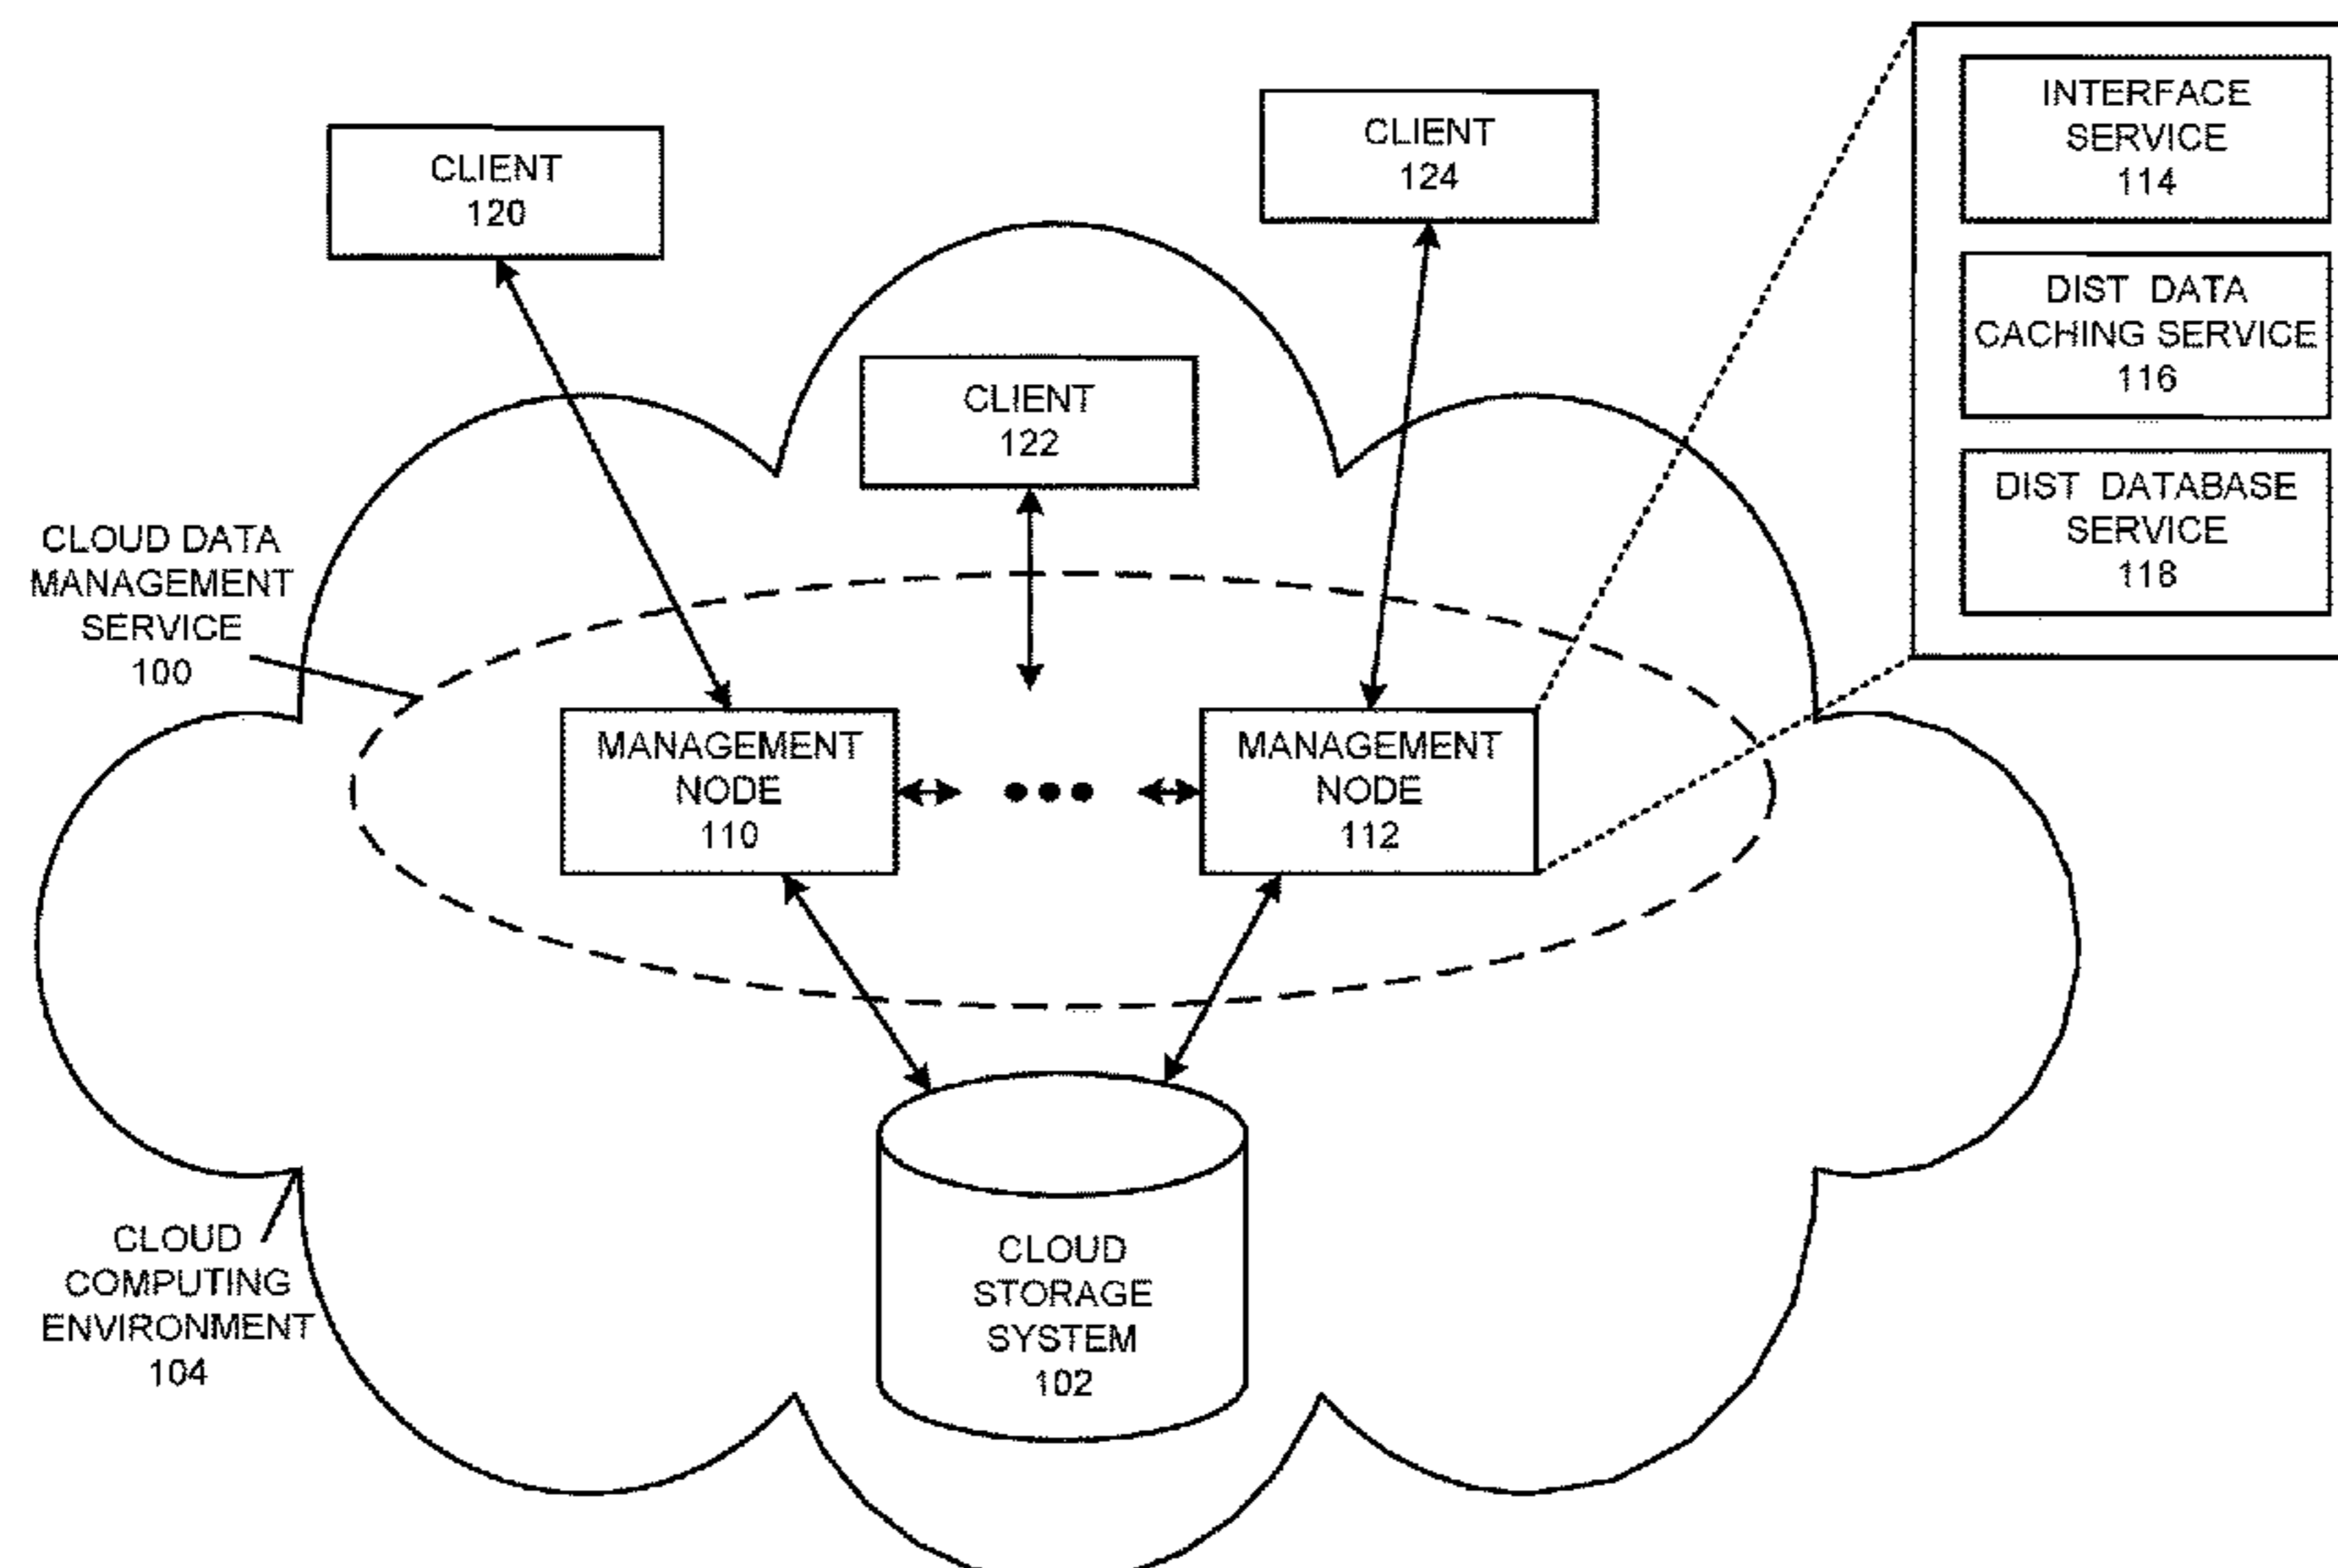 CLIENT
120
CLIENT
124
INTERFACE
SERVICE
114
DIST DATA
CACHING SERVICE
116
DIST DATABASE
SERVICE
118
CLIENT
122
CLOUD DATA
MANAGEMENT
SERVICE
100
MANAGEMENT
NODE
110
MANAGEMENT
NODE
112
CLOUD
COMPUTING
ENVIRONMENT
104
CLOUD
STORAGE
SYSTEM
102